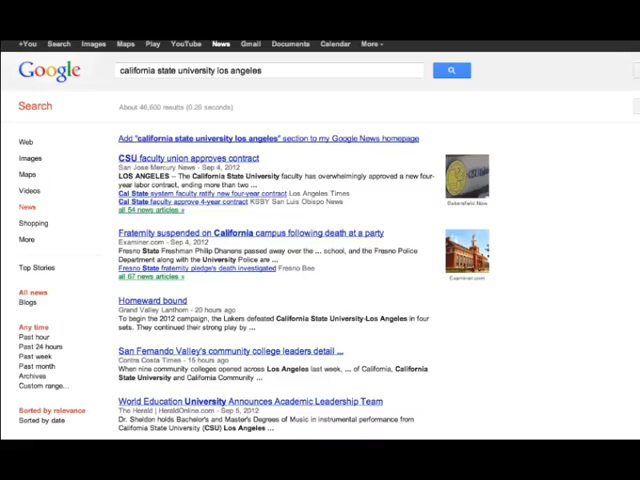 +You Search Images Maps Play YouTube News Gmail Documents Calendar More
Google
california state university los angeles
Search
About 46,600 results (0.26 seconds)
Web
Images
Maps
Videos
News
Shopping
More
Top Stories
All news
Blogs
Any time
Past hour
Past 24 hours
Past week
Past month
Archives
Custom range...
Sorted by relevance
Sorted by date
Add "california state university los angeles" section to my Google News homepage
CSU faculty union approves contract
San Jose Mercury News - Sep 4, 2012
LOS ANGELES -- The California State University faculty has overwhelmingly approved a new four-
year labor contract, ending more than two ...
Cal State system faculty ratify new four-year contract Los Angeles Times
Cal State faculty approve 4-year contract KSBY San Luis Obispo News
all 54 news articles »
Bakersfield Now
Fraternity suspended on California campus following death at a party
Examiner.com - Sep 4, 2012
Fresno State Freshman Philip Dhanens passed away over the ... school, and the Fresno Police
Department along with the University Police are ...
Fresno State fraternity pledge's death investigated Fresno Bee
all 67 news articles »
Examiner.com
Homeward bound
Grand Valley Lanthorn - 20 hours ago
To begin the 2012 campaign, the Lakers defeated California State University-Los Angeles in four
sets. They continued their strong play by ...
San Fernando Valley's community college leaders detail ...
Contra Costa Times - 15 hours ago
When nine community colleges opened across Los Angeles last week, ... of California, California
State University and California Community ...
World Education University Announces Academic Leadership Team
The Herald | HeraldOnline.com - Sep 5, 2012
Dr. Sheldon holds Bachelor's and Master's Degrees of Music in instrumental performance from
California State University (CSU) Los Angeles ...